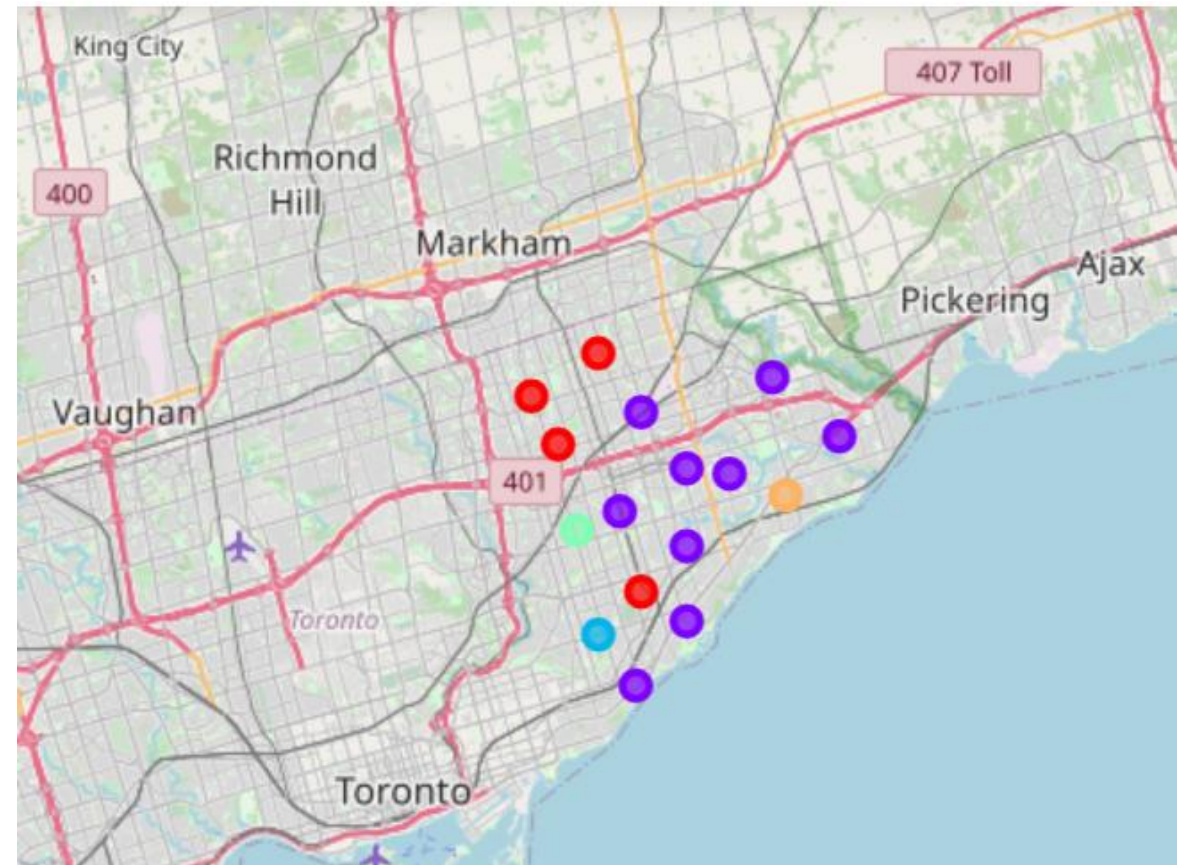 King City
407 Toll
Richmond
Hill
400
Markham
Ajax
Pickering
Vaughan
401
Toronto
Toronto